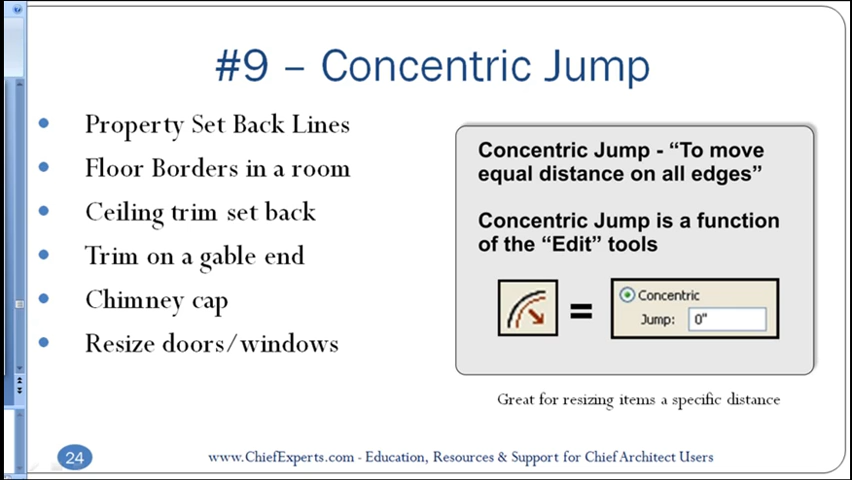 #9 – Concentric Jump
Property Set Back Lines
Floor Borders in a room
Ceiling trim set back
Trim on a gable end
Chimney cap
Resize doors/windows
Concentric Jump - “To move
equal distance on all edges”
Concentric Jump is a function
of the “Edit” tools
=
Concentric
Jump: 0"
Great for resizing items a specific distance
24
www.ChiefExperts.com - Education, Resources & Support for Chief Architect Users